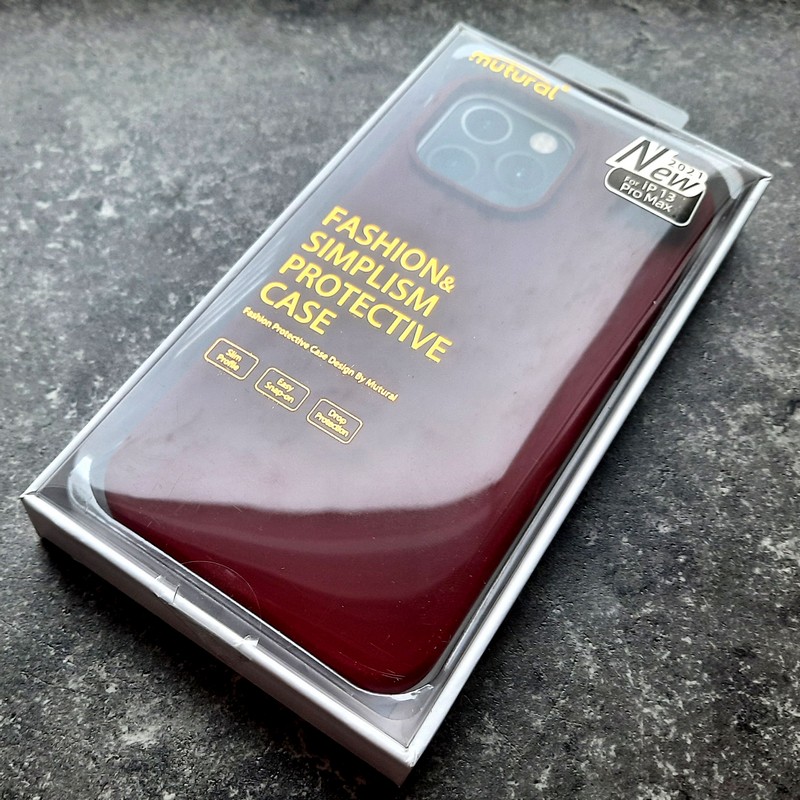 mutural
New 2021
For IP 13
Pro Max
FASHION&
SIMPLISM
PROTECTIVE
CASE
Fashion Protective Case Design By Mutural
Slim
Profile
Easy
Snap-on
Drop
Protection